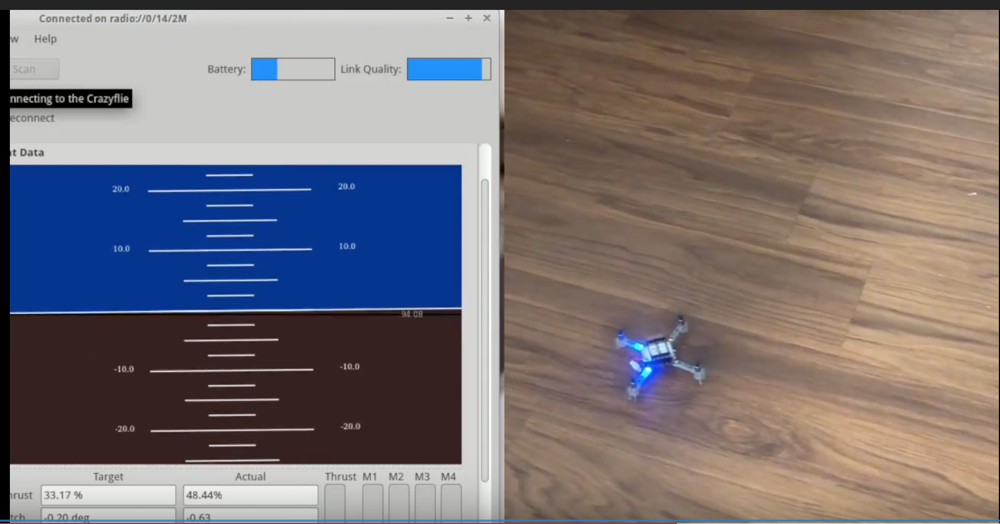 Connected on radio://0/14/2M
w Help
Scan Battery: Link Quality:
nnecting to the Crazyflie
econnect
t Data
20.0 20.0
10.0 10.0
94.08
-10.0 -10.0
-20.0 -20.0
Target Actual Thrust M1 M2 M3 M4
rust 33.17 % 48.44%
tch -0.20 deg -0.63